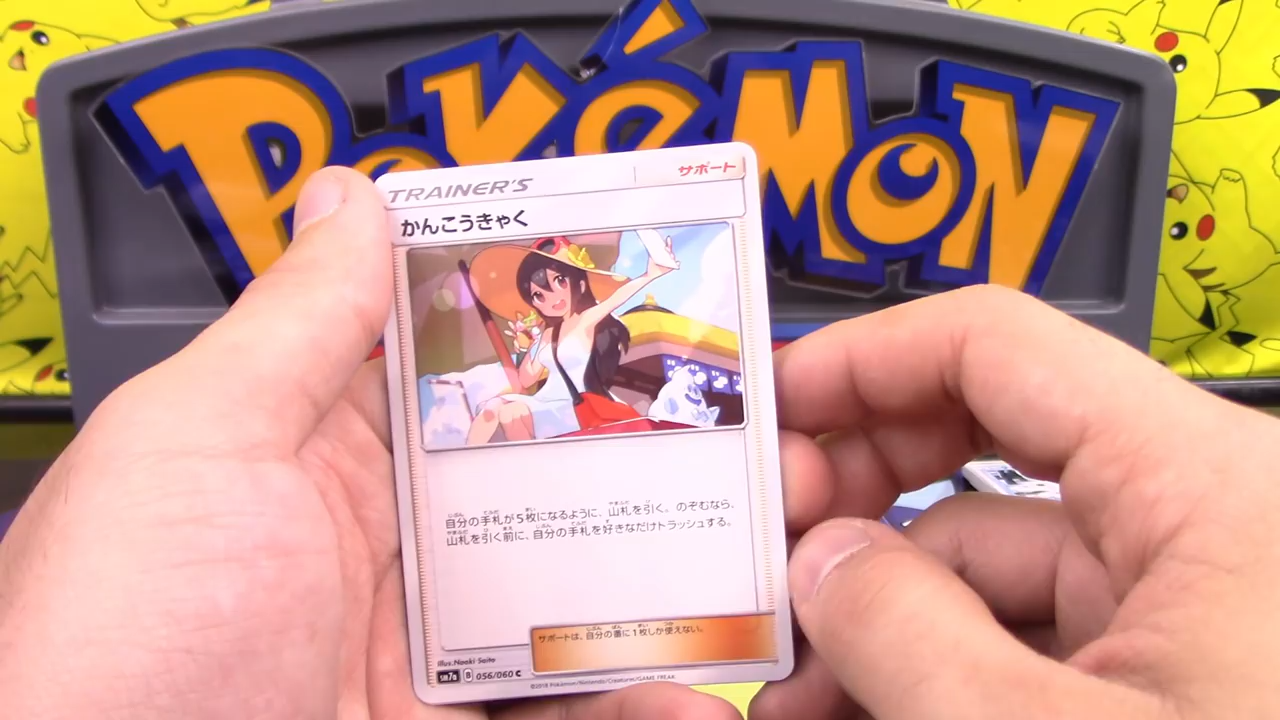 POKéMON
TRAINER'S
サポート
かんこうきゃく
自分の手札が5枚になるように、山札を引く。のぞむなら、
山札を引く前に、自分の手札を好きなだけトラッシュする。
サポートは、自分の番に1枚しか使えない。
Illus.Naoki Saito
sm7a B 056/060 C
©2018 Pokémon/Nintendo/Creatures/GAME FREAK.